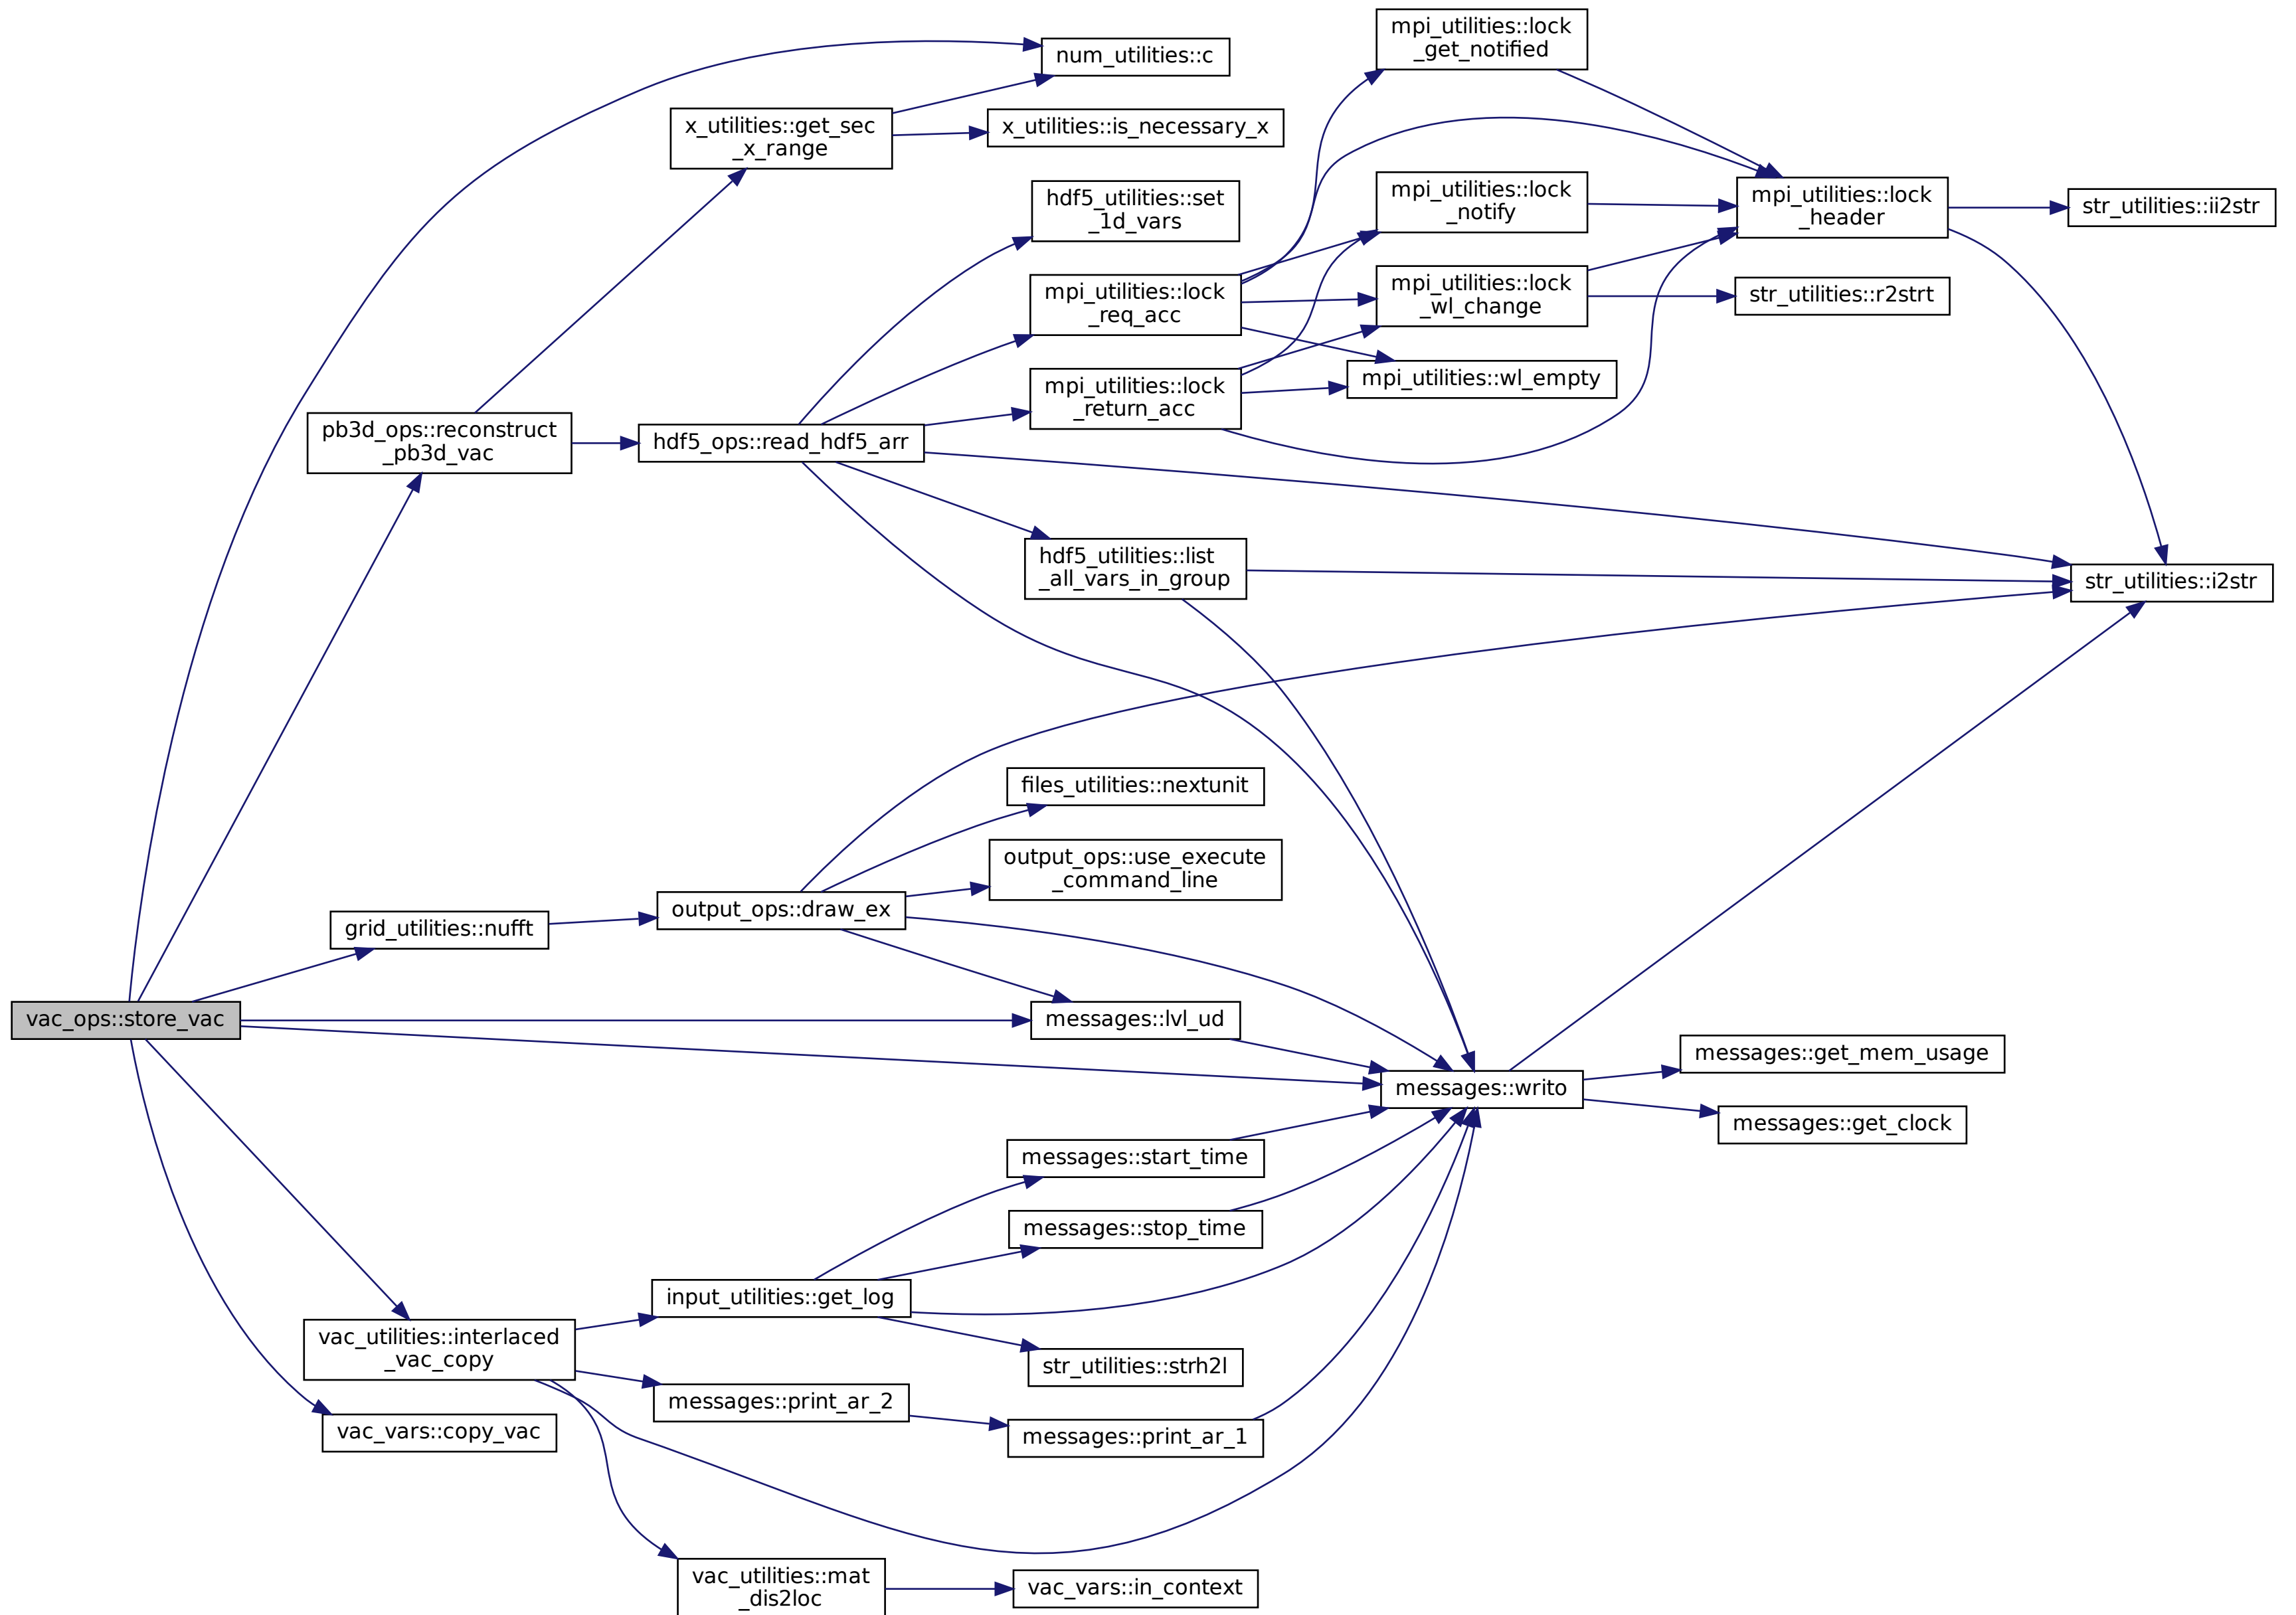 mpi_utilities::lock
_get_notified
num_utilities::c
x_utilities::get_sec
_x_range
x_utilities::is_necessary_x
hdf5_utilities::set
_1d_vars
mpi_utilities::lock
_notify
mpi_utilities::lock
_header
str_utilities::ii2str
mpi_utilities::lock
_req_acc
mpi_utilities::lock
_wl_change
str_utilities::r2strt
mpi_utilities::lock
_return_acc
mpi_utilities::wl_empty
pb3d_ops::reconstruct
_pb3d_vac
hdf5_ops::read_hdf5_arr
hdf5_utilities::list
_all_vars_in_group
str_utilities::i2str
files_utilities::nextunit
output_ops::use_execute
_command_line
output_ops::draw_ex
grid_utilities::nufft
vac_ops::store_vac
messages::lvl_ud
messages::get_mem_usage
messages::writo
messages::get_clock
messages::start_time
messages::stop_time
input_utilities::get_log
vac_utilities::interlaced
_vac_copy
str_utilities::strh2l
messages::print_ar_2
vac_vars::copy_vac
messages::print_ar_1
vac_utilities::mat
_dis2loc
vac_vars::in_context